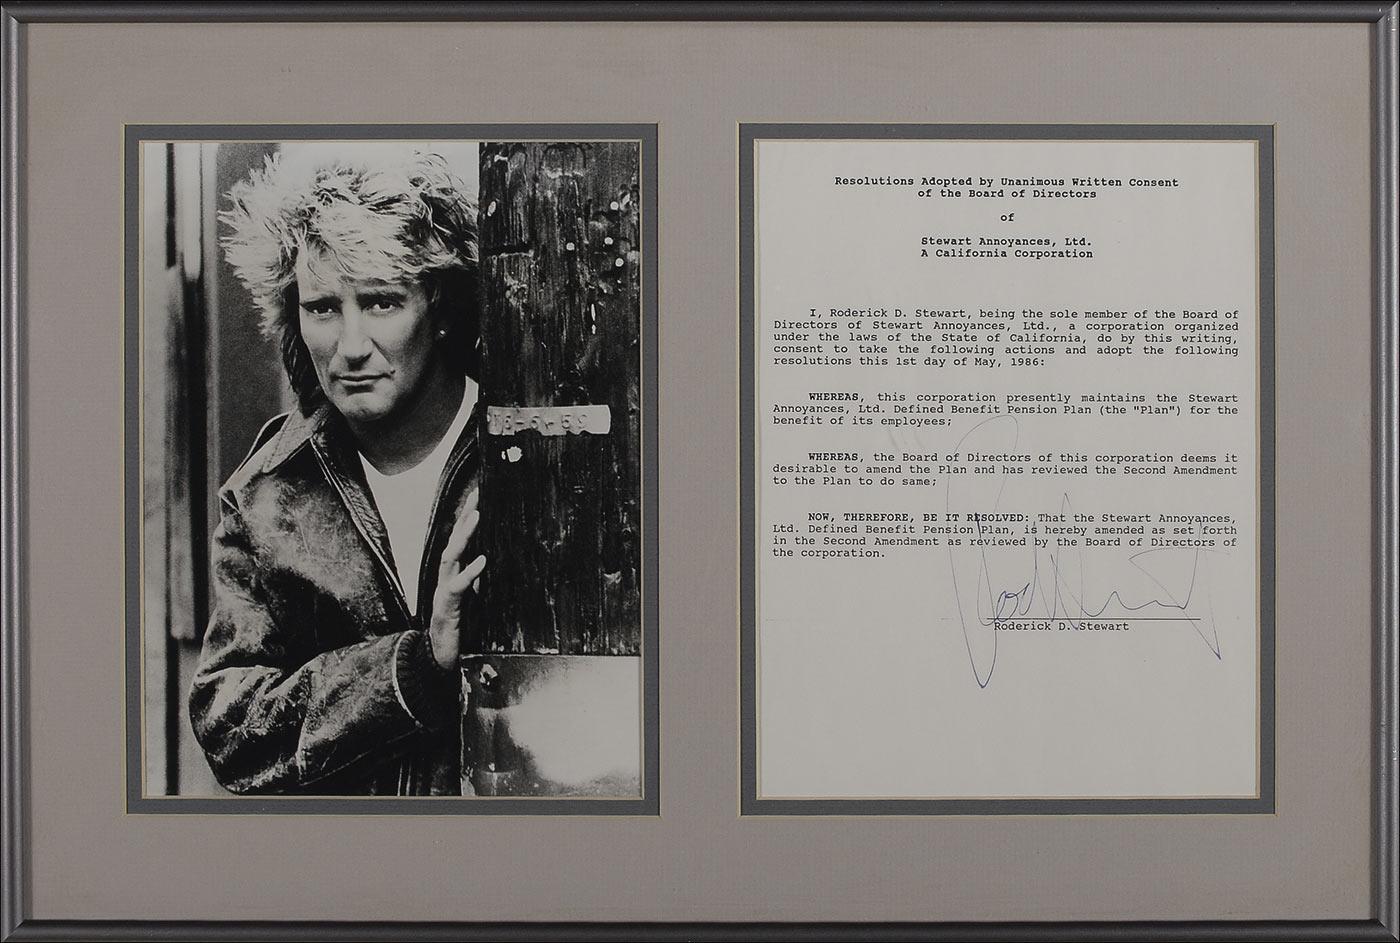 Resolutions Adopted by Unanimous Written Consent
of the Board of Directors
of
Stewart Annoyances, Ltd.
A California Corporation
I, Roderick D. Stewart, being the sole member of the Board of
Directors of Stewart Annoyances, Ltd., a corporation organized
under the laws of the State of California, do by this writing,
consent to take the following actions and adopt the following
resolutions this 1st day of May, 1986:
WHEREAS, this corporation presently maintains the Stewart
Annoyances, Ltd. Defined Benefit Pension Plan (the "Plan") for the
benefit of its employees;
WHEREAS, the Board of Directors of this corporation deems it
desirable to amend the Plan and has reviewed the Second Amendment
to the Plan to do same;
NOW, THEREFORE, BE IT RESOLVED: That the Stewart Annoyances,
Ltd. Defined Benefit Pension Plan, is hereby amended as set forth
in the Second Amendment as reviewed by the Board of Directors of
the corporation.
Roderick D. Stewart